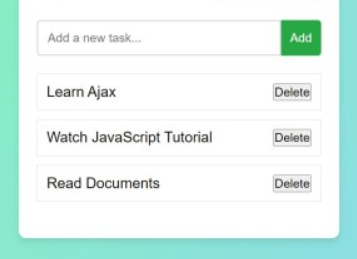 Add a new task...
Add
Learn Ajax
Delete
Watch JavaScript Tutorial
Delete
Read Documents
Delete